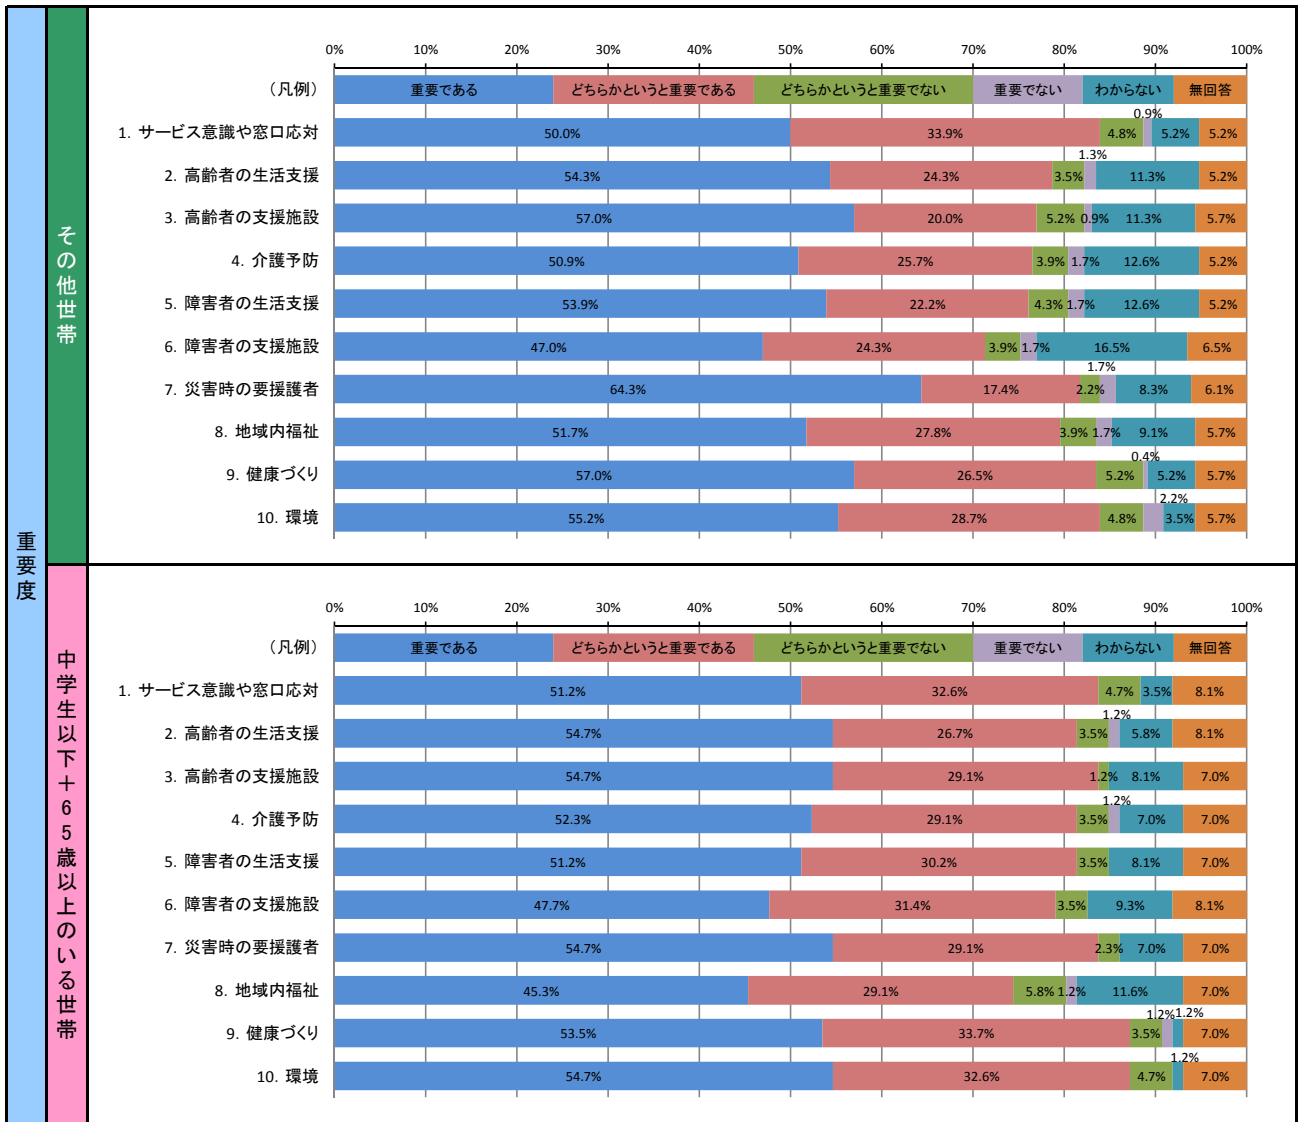 重要度
その他世帯
0% 10% 20% 30% 40% 50% 60% 70% 80% 90% 100%
（凡例） 重要である どちらかというと重要である どちらかというと重要でない 重要でない わからない 無回答
1. サービス意識や窓口応対 50.0% 33.9% 4.8% 0.9% 5.2% 5.2%
2. 高齢者の生活支援 54.3% 24.3% 3.5% 1.3% 11.3% 5.2%
3. 高齢者の支援施設 57.0% 20.0% 5.2% 0.9% 11.3% 5.7%
4. 介護予防 50.9% 25.7% 3.9% 1.7% 12.6% 5.2%
5. 障害者の生活支援 53.9% 22.2% 4.3% 1.7% 12.6% 5.2%
6. 障害者の支援施設 47.0% 24.3% 3.9% 1.7% 16.5% 6.5%
7. 災害時の要援護者 64.3% 17.4% 2.2% 1.7% 8.3% 6.1%
8. 地域内福祉 51.7% 27.8% 3.9% 1.7% 9.1% 5.7%
9. 健康づくり 57.0% 26.5% 5.2% 0.4% 5.2% 5.7%
10. 環境 55.2% 28.7% 4.8% 2.2% 3.5% 5.7%
中学生以下＋65歳以上のいる世帯
0% 10% 20% 30% 40% 50% 60% 70% 80% 90% 100%
（凡例） 重要である どちらかというと重要である どちらかというと重要でない 重要でない わからない 無回答
1. サービス意識や窓口応対 51.2% 32.6% 4.7% 3.5% 8.1%
2. 高齢者の生活支援 54.7% 26.7% 3.5% 1.2% 5.8% 8.1%
3. 高齢者の支援施設 54.7% 29.1% 1.2% 8.1% 7.0%
4. 介護予防 52.3% 29.1% 3.5% 1.2% 7.0% 7.0%
5. 障害者の生活支援 51.2% 30.2% 3.5% 8.1% 7.0%
6. 障害者の支援施設 47.7% 31.4% 3.5% 9.3% 8.1%
7. 災害時の要援護者 54.7% 29.1% 2.3% 7.0% 7.0%
8. 地域内福祉 45.3% 29.1% 5.8% 1.2% 11.6% 7.0%
9. 健康づくり 53.5% 33.7% 3.5% 1.2% 1.2% 7.0%
10. 環境 54.7% 32.6% 4.7% 1.2% 7.0%